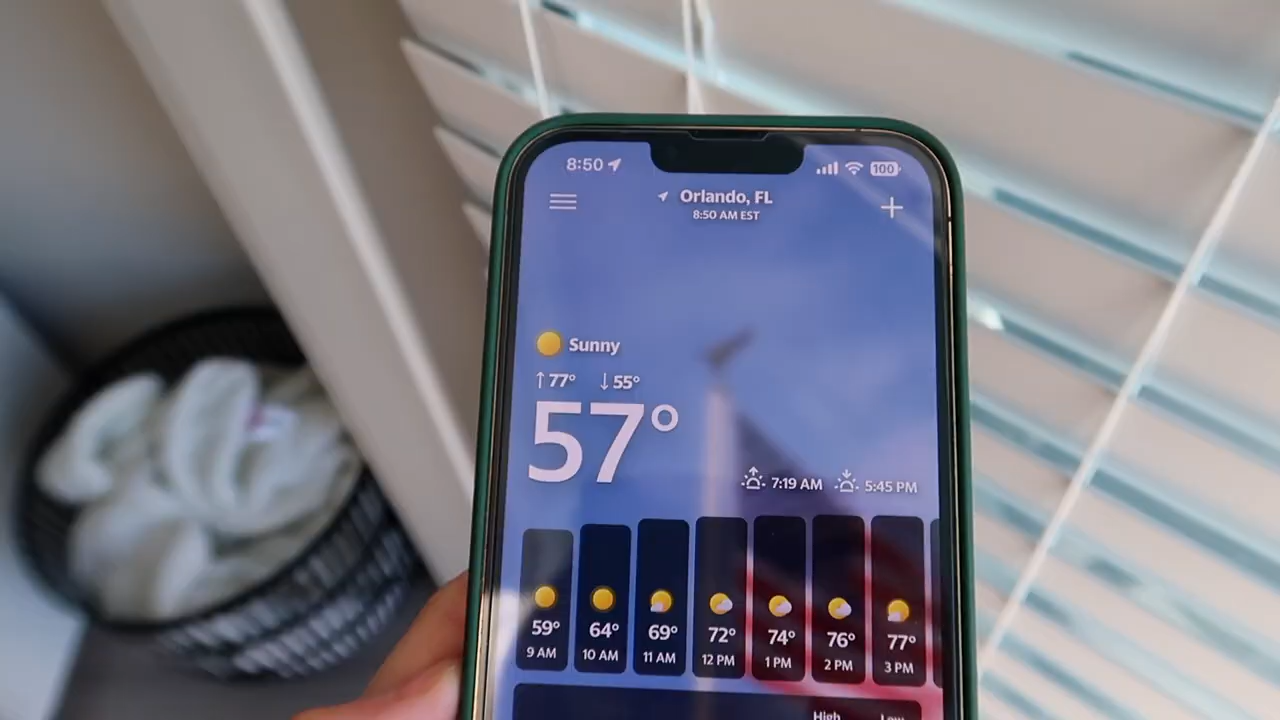 8:50
100
Orlando, FL
8:50 AM EST
Sunny
↑77° ↓55°
57°
7:19 AM 5:45 PM
59° 64° 69° 72° 74° 76° 77°
9 AM 10 AM 11 AM 12 PM 1 PM 2 PM 3 PM
High Low